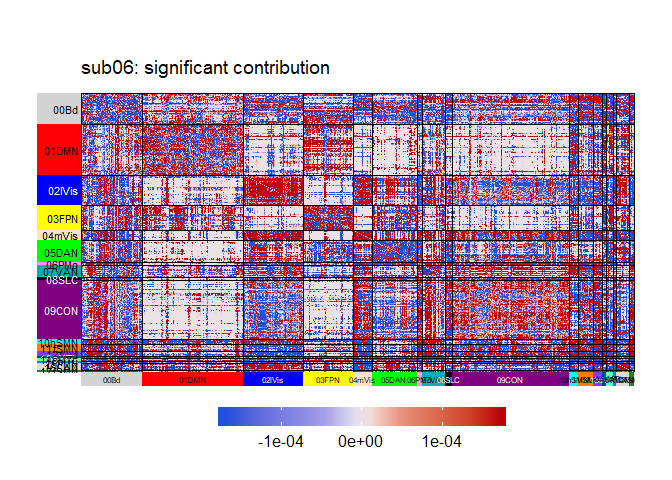 sub06: significant contribution
00Bd
01DMN
02lVis
03FPN
04mVis
05DAN
07VAN
08SLC
09CON
00Bd
01DMN
02lVis
03FPN
04mVis
05DAN
08SLC
09CON
-1e-04
0e+00
1e-04